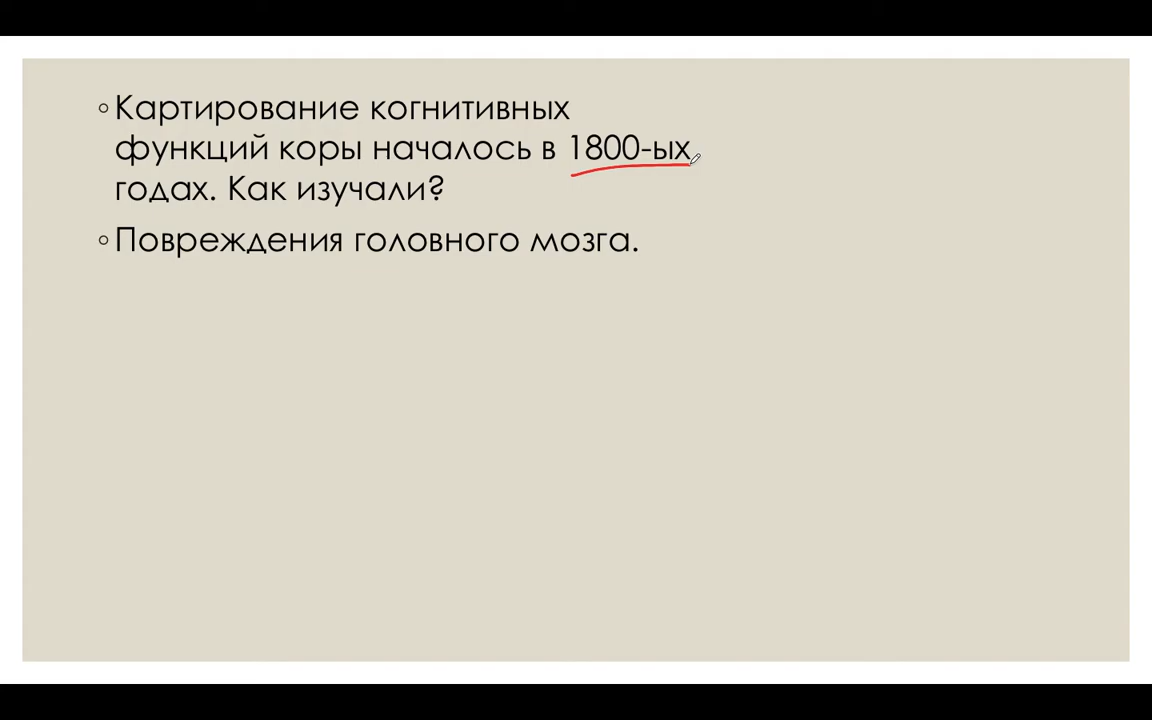 ◦Картирование когнитивных
функций коры началось в 1800-ых
годах. Как изучали?
◦Повреждения головного мозга.